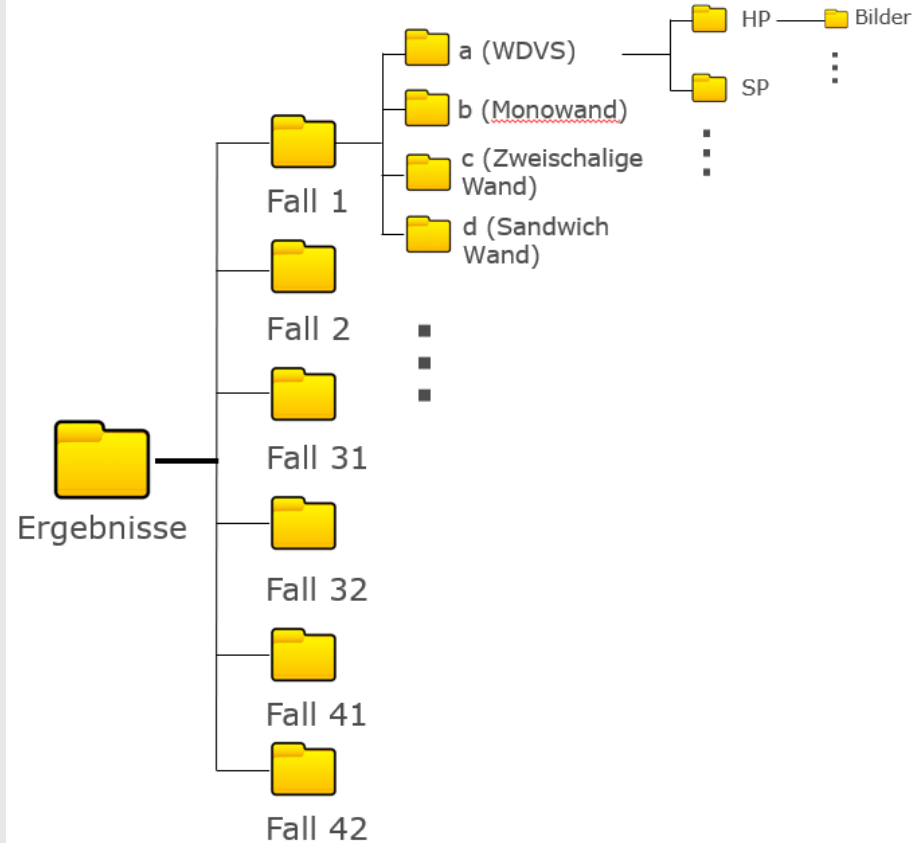 HP
Bilder
a (WDVS)
SP
b (Monowand)
c (Zweischalige
Wand)
Fall 1
d (Sandwich
Wand)
Fall 2
Fall 31
Ergebnisse
Fall 32
Fall 41
Fall 42